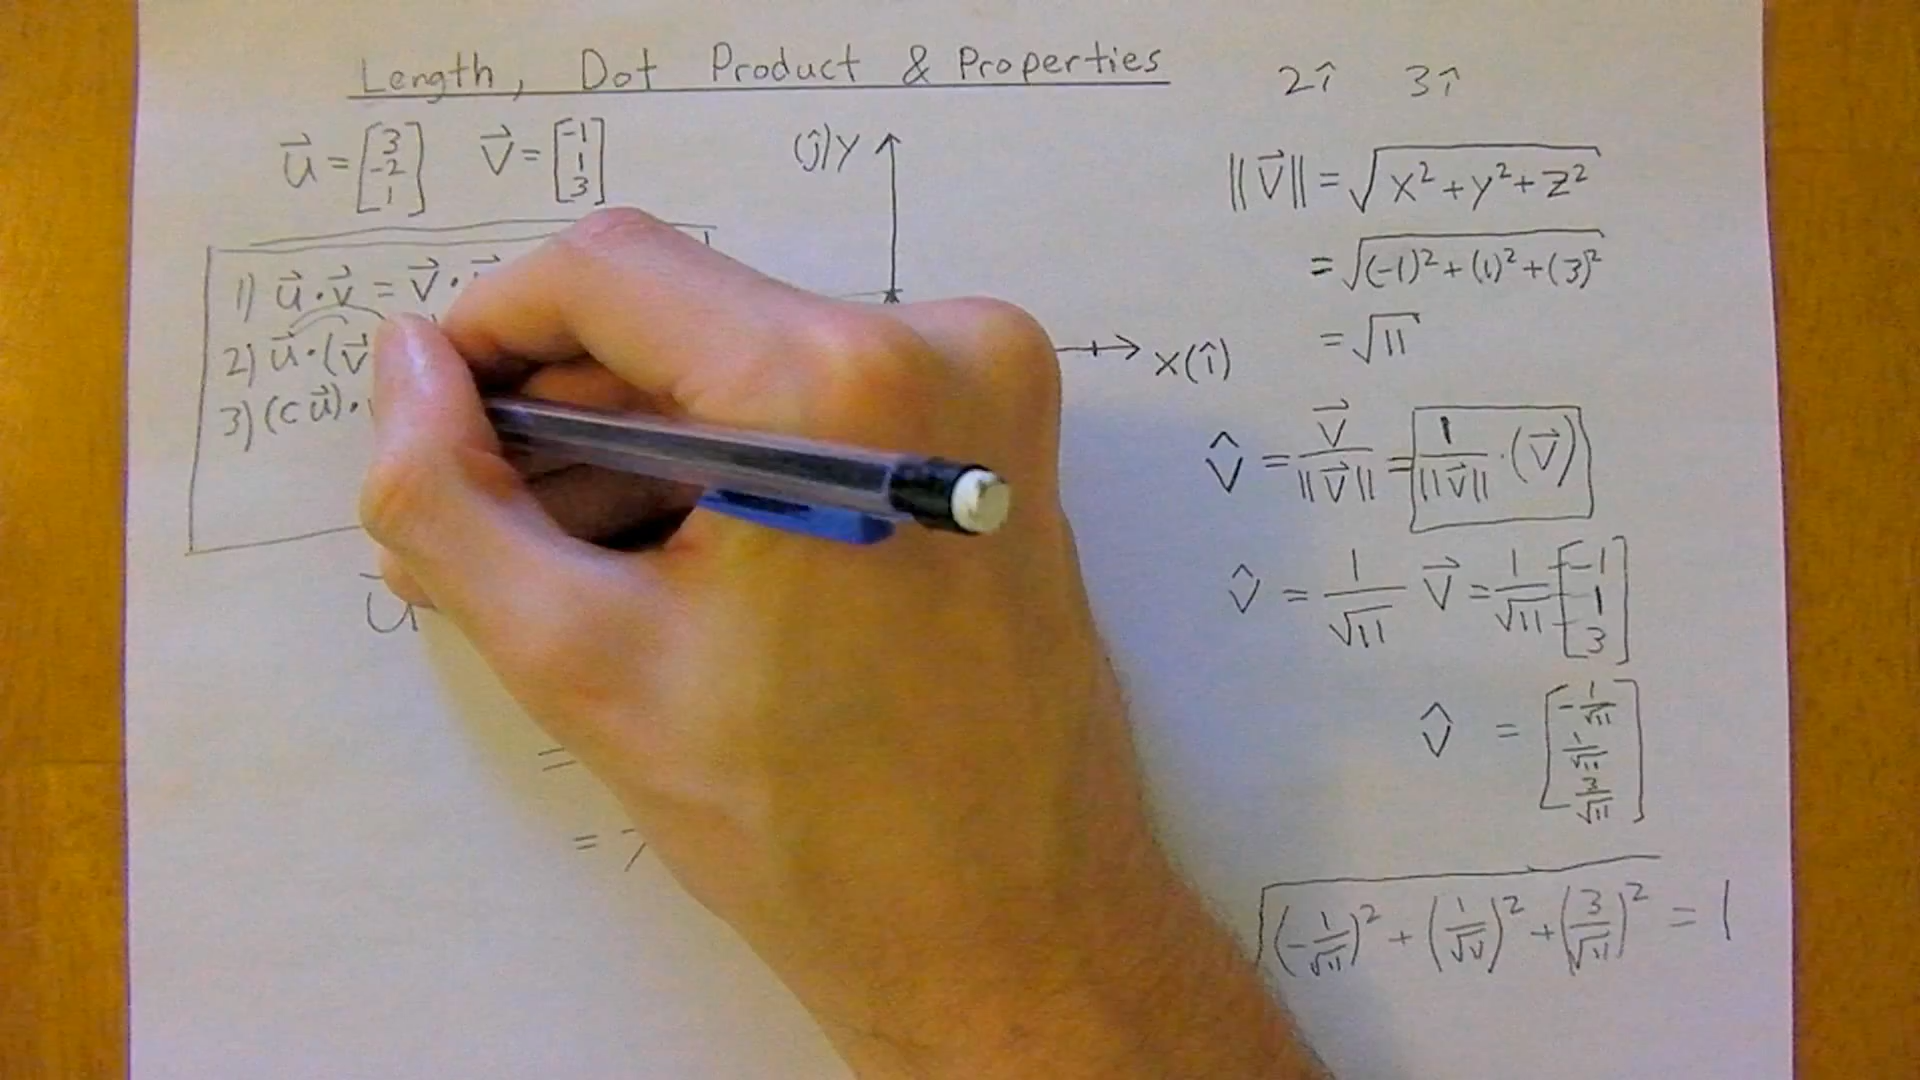 Length, Dot Product & Properties
u⃗ = [3 -2 1] v⃗ = [-1 1 3]
1) u⃗ · v⃗ = v⃗ ·
2) u⃗ · (v⃗
3) (c u⃗) ·
u⃗
=
= 7
(ĵ) y
x (î)
2î 3î
||v⃗|| = √(x² + y² + z²)
= √((-1)² + (1)² + (3)²)
= √11
v̂ = v⃗ / ||v⃗|| = 1 / ||v⃗|| · (v⃗)
v̂ = 1/√11 v⃗ = 1/√11 [-1 1 3]
v̂ = [-1/√11 1/√11 3/√11]
√((-1/√11)² + (1/√11)² + (3/√11)²) = 1